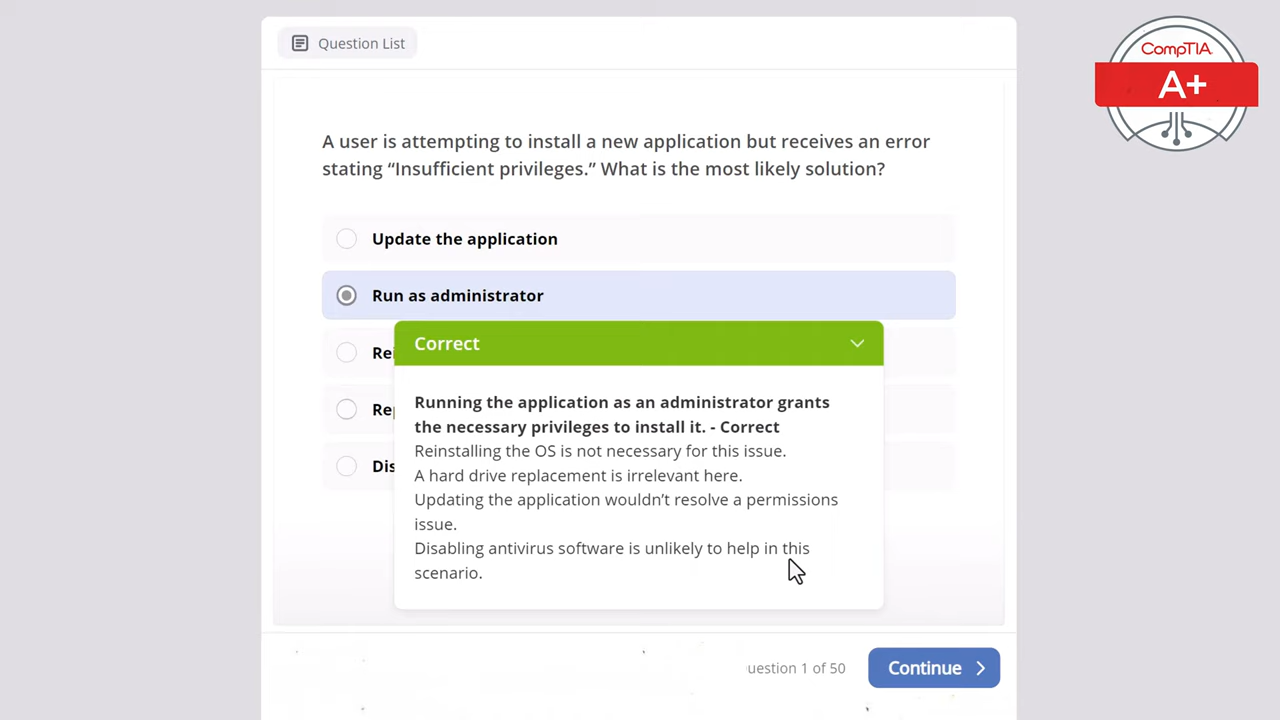 Question List
CompTIA
A+
A user is attempting to install a new application but receives an error
stating “Insufficient privileges.” What is the most likely solution?
Update the application
Run as administrator
Correct
Running the application as an administrator grants
the necessary privileges to install it. - Correct
Reinstalling the OS is not necessary for this issue.
A hard drive replacement is irrelevant here.
Updating the application wouldn’t resolve a permissions
issue.
Disabling antivirus software is unlikely to help in this
scenario.
uestion 1 of 50
Continue